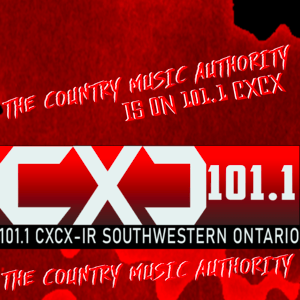 THE COUNTRY MUSIC AUTHORITY
IS ON 101.1 CXCX
CXC 101.1
101.1 CXCX-IR SOUTHWESTERN ONTARIO
THE COUNTRY MUSIC AUTHORITY